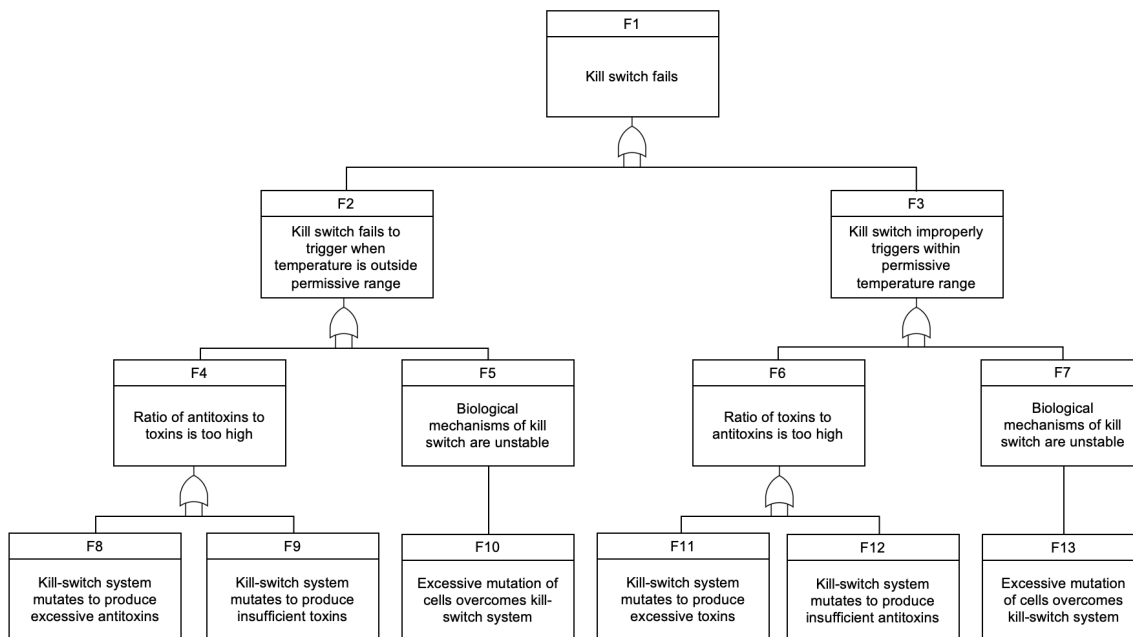 F1
Kill switch fails
F2
Kill switch fails to
trigger when
temperature is outside
permissive range
F3
Kill switch improperly
triggers within
permissive
temperature range
F4
Ratio of antitoxins to
toxins is too high
F5
Biological
mechanisms of kill
switch are unstable
F6
Ratio of toxins to
antitoxins is too high
F7
Biological
mechanisms of kill
switch are unstable
F8
Kill-switch system
mutates to produce
excessive antitoxins
F9
Kill-switch system
mutates to produce
insufficient toxins
F10
Excessive mutation of
cells overcomes kill-
switch system
F11
Kill-switch system
mutates to produce
excessive toxins
F12
Kill-switch system
mutates to produce
insufficient antitoxins
F13
Excessive mutation
of cells overcomes
kill-switch system